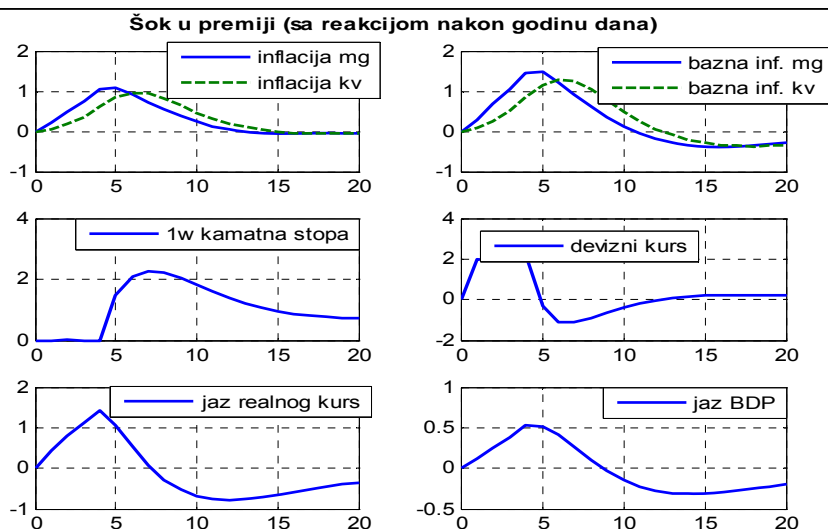 Šok u premiji (sa reakcijom nakon godinu dana)
inflacija mg
inflacija kv
2
1
0
-1
0 5 10 15 20
bazna inf. mg
bazna inf. kv
2
1
0
-1
0 5 10 15 20
1w kamatna stopa
4
2
0
0 5 10 15 20
devizni kurs
4
2
0
-2
0 5 10 15 20
jaz realnog kurs
2
1
0
-1
0 5 10 15 20
jaz BDP
1
0.5
0
-0.5
0 5 10 15 20